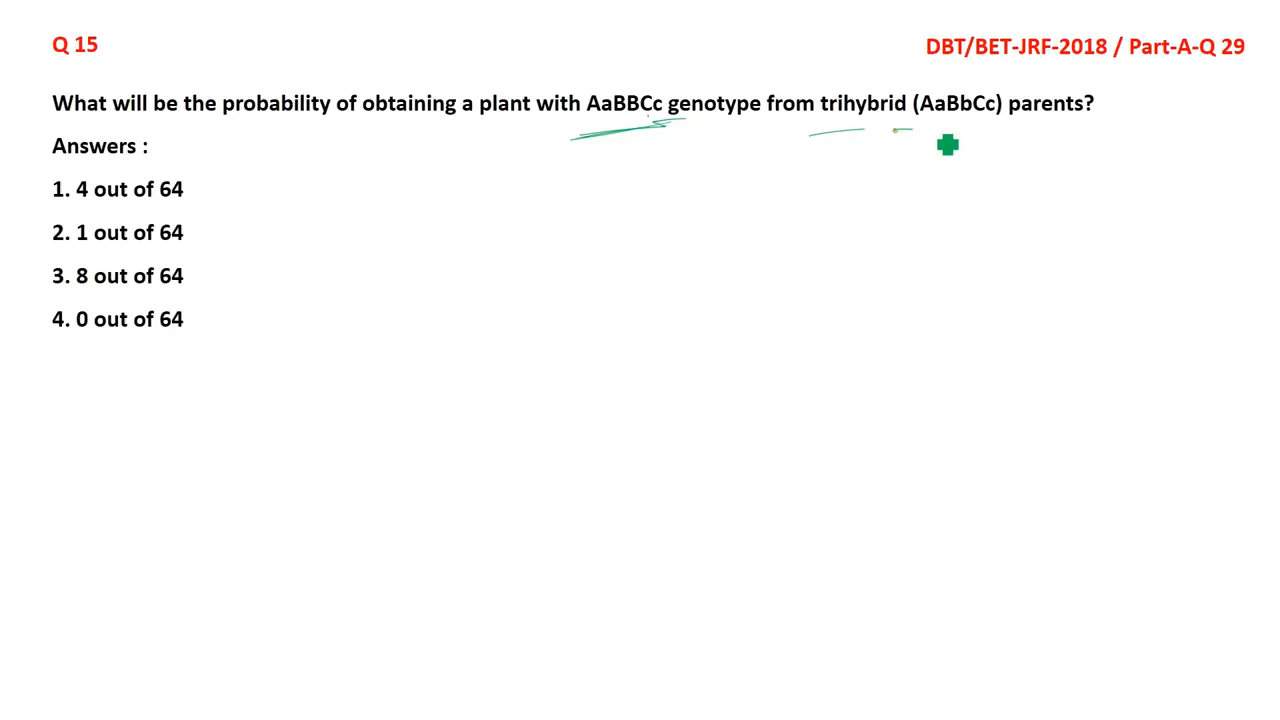 Q 15
DBT/BET-JRF-2018 / Part-A-Q 29
What will be the probability of obtaining a plant with AaBBCc genotype from trihybrid (AaBbCc) parents?
Answers :
1. 4 out of 64
2. 1 out of 64
3. 8 out of 64
4. 0 out of 64